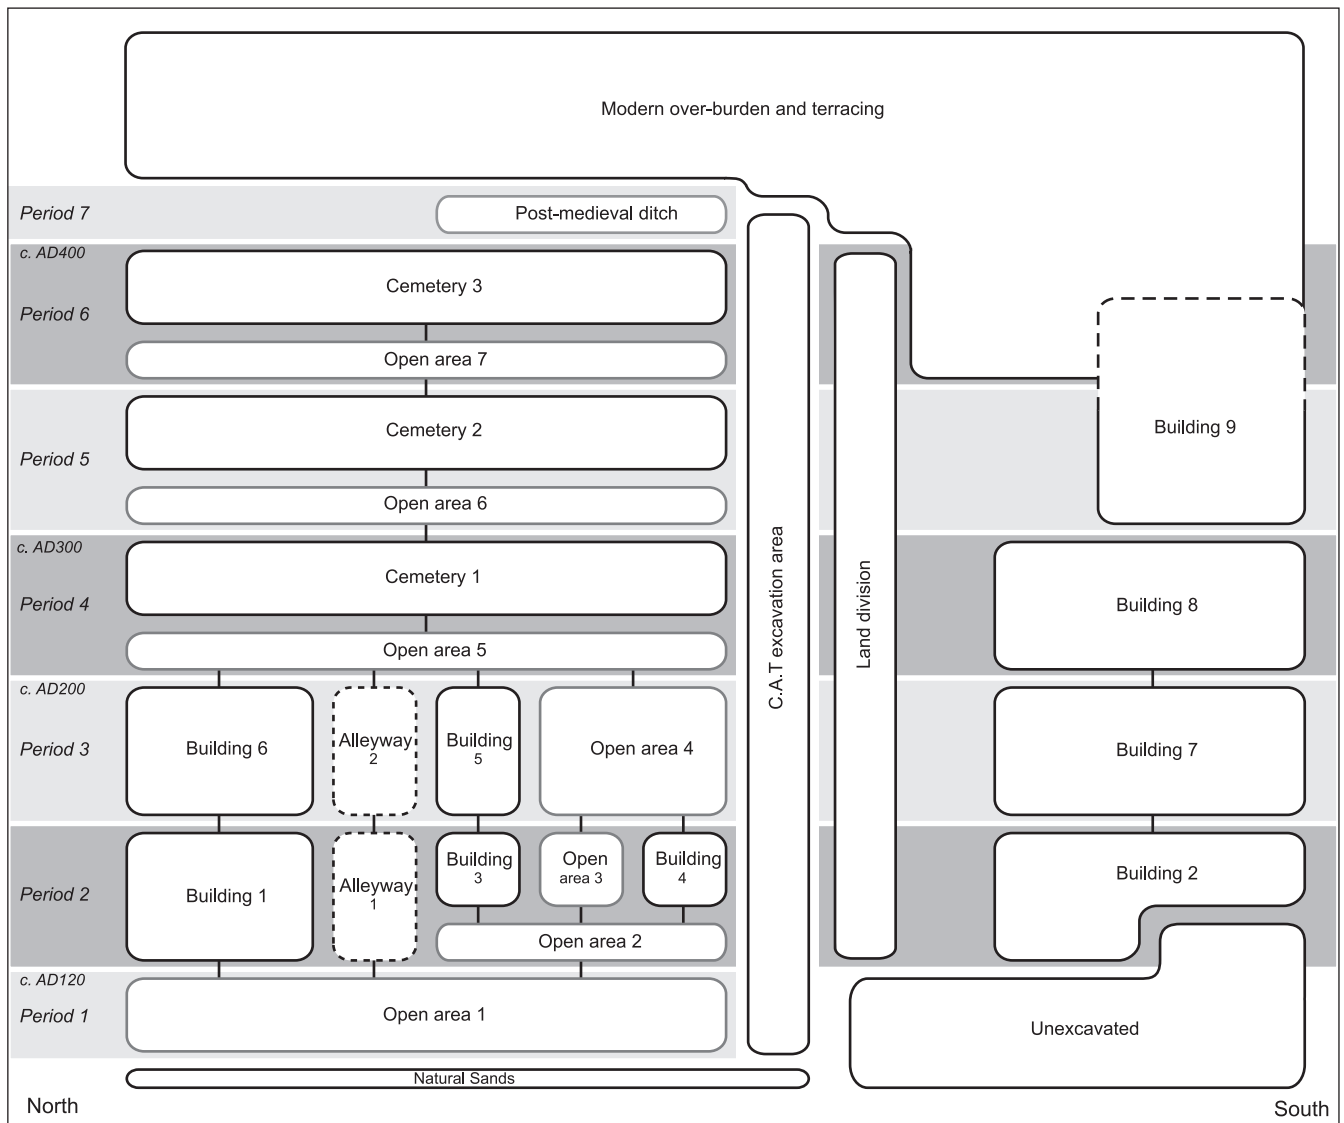 Modern over-burden and terracing
Period 7
Post-medieval ditch
c. AD400
Cemetery 3
Period 6
Open area 7
Cemetery 2
Building 9
Period 5
Open area 6
c. AD300
Cemetery 1
Period 4
Building 8
Open area 5
C.A.T excavation area
Land division
c. AD200
Period 3
Building 6
Alleyway
2
Building
5
Open area 4
Building 7
Period 2
Building 1
Alleyway
1
Building
3
Open
area 3
Building
4
Building 2
Open area 2
c. AD120
Period 1
Open area 1
Unexcavated
Natural Sands
North
South